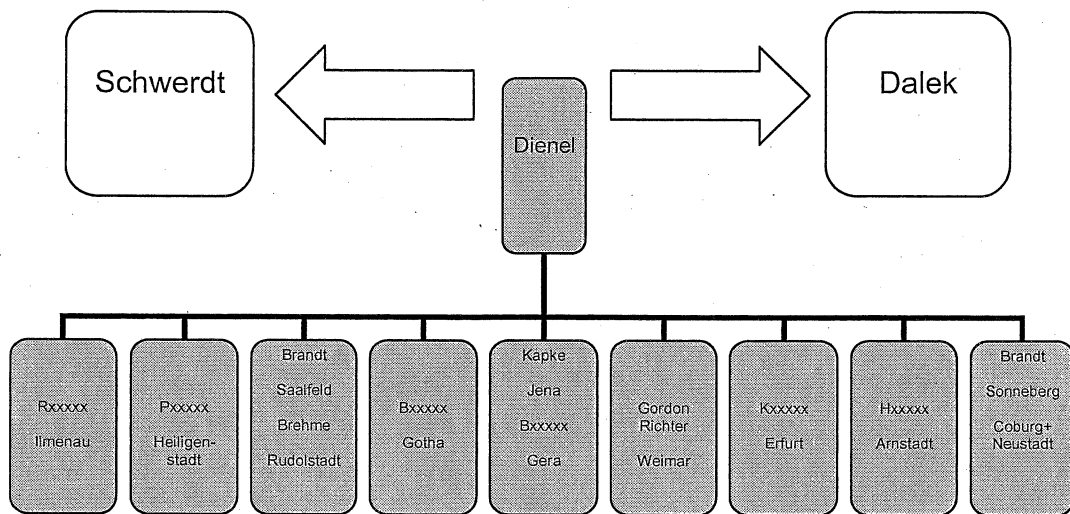 Schwerdt
Dienel
Dalek
Rxxxxx
Ilmenau
Pxxxxx
Heiligen-
stadt
Brandt
Saalfeld
Brehme
Rudolstadt
Bxxxxx
Gotha
Kapke
Jena
Bxxxxx
Gera
Gordon
Richter
Weimar
Kxxxxx
Erfurt
Hxxxxx
Arnstadt
Brandt
Sonneberg
Coburg+
Neustadt